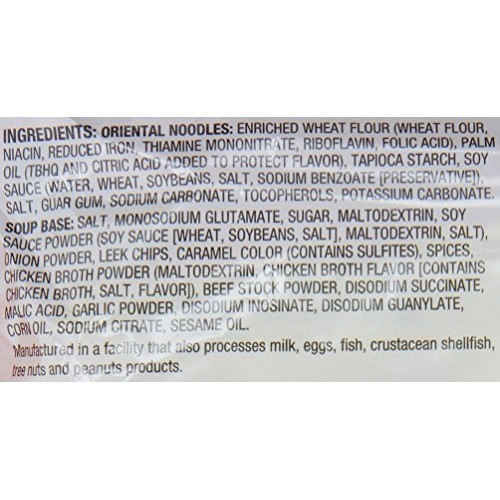 INGREDIENTS: ORIENTAL NOODLES: ENRICHED WHEAT FLOUR (WHEAT FLOUR,
NIACIN, REDUCED IRON, THIAMINE MONONITRATE, RIBOFLAVIN, FOLIC ACID), PALM
OIL (TBHQ AND CITRIC ACID ADDED TO PROTECT FLAVOR), TAPIOCA STARCH, SOY
SAUCE (WATER, WHEAT, SOYBEANS, SALT, SODIUM BENZOATE [PRESERVATIVE]),
SALT, GUAR GUM, SODIUM CARBONATE, TOCOPHEROLS, POTASSIUM CARBONATE.
SOUP BASE: SALT, MONOSODIUM GLUTAMATE, SUGAR, MALTODEXTRIN, SOY
SAUCE POWDER (SOY SAUCE [WHEAT, SOYBEANS, SALT], MALTODEXTRIN, SALT),
ONION POWDER, LEEK CHIPS, CARAMEL COLOR (CONTAINS SULFITES), SPICES,
CHICKEN BROTH POWDER (MALTODEXTRIN, CHICKEN BROTH FLAVOR [CONTAINS
CHICKEN BROTH, SALT, FLAVOR]), BEEF STOCK POWDER, DISODIUM SUCCINATE,
MALIC ACID, GARLIC POWDER, DISODIUM INOSINATE, DISODIUM GUANYLATE,
CORN OIL, SODIUM CITRATE, SESAME OIL.
Manufactured in a facility that also processes milk, eggs, fish, crustacean shellfish,
tree nuts and peanuts products.